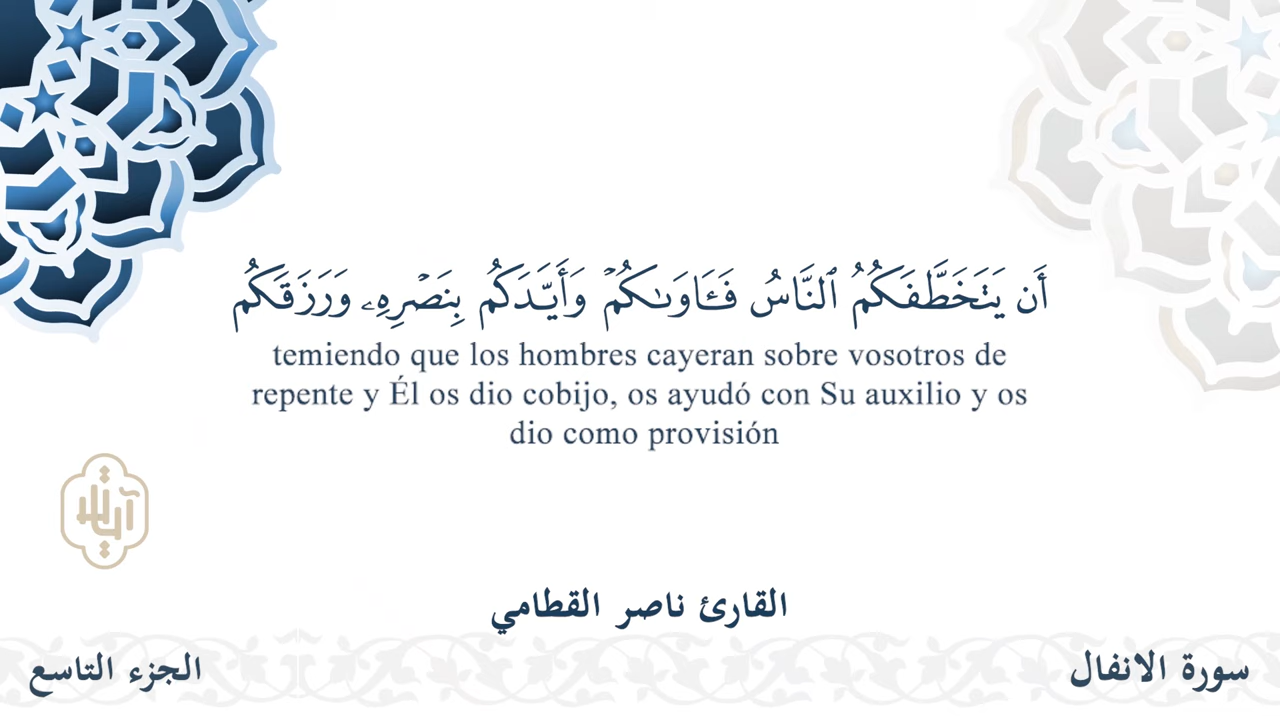 أَن يَتَخَطَّفَكُمُ ٱلنَّاسُ فَـَٔاوَىٰكُمۡ وَأَيَّدَكُم بِنَصۡرِهِۦ وَرَزَقَكُم
temiendo que los hombres cayeran sobre vosotros de
repente y Él os dio cobijo, os ayudó con Su auxilio y os
dio como provisión
القارئ ناصر القطامي
سورة الانفال
الجزء التاسع